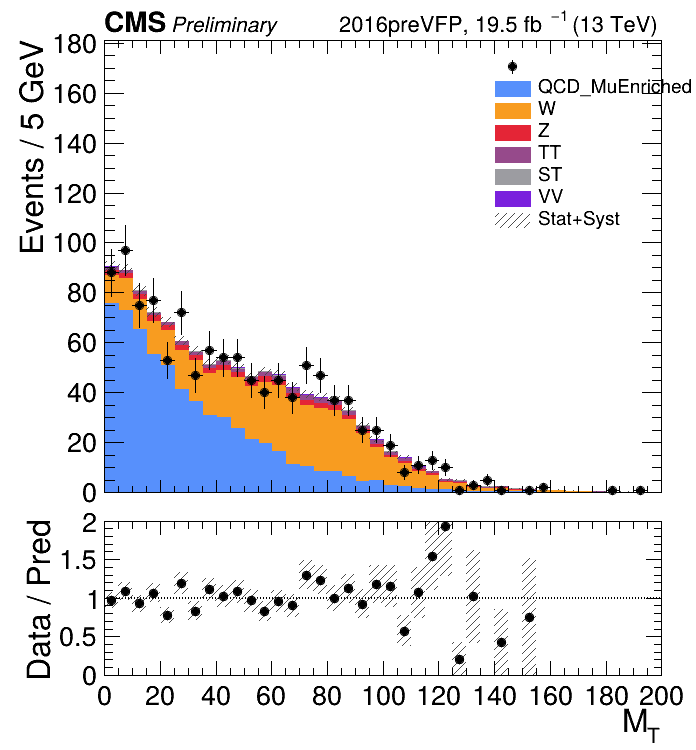 CMS Preliminary 2016preVFP, 19.5 fb⁻¹ (13 TeV)
Events / 5 GeV
180
160
140
120
100
80
60
40
20
0
QCD_MuEnriched
W
Z
TT
ST
VV
Stat+Syst
Data / Pred
2
1.5
1
0.5
0
0 20 40 60 80 100 120 140 160 180 200
M_T